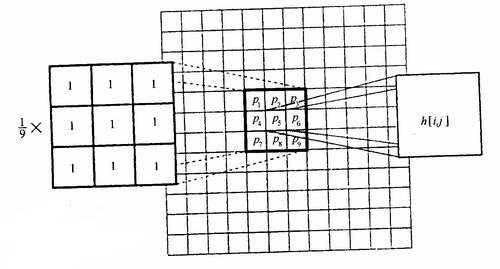 1 1 1
1/9 × 1 1 1
1 1 1
p1 p2 p3
p4 p5 p6
p7 p8 p9
h[i,j]